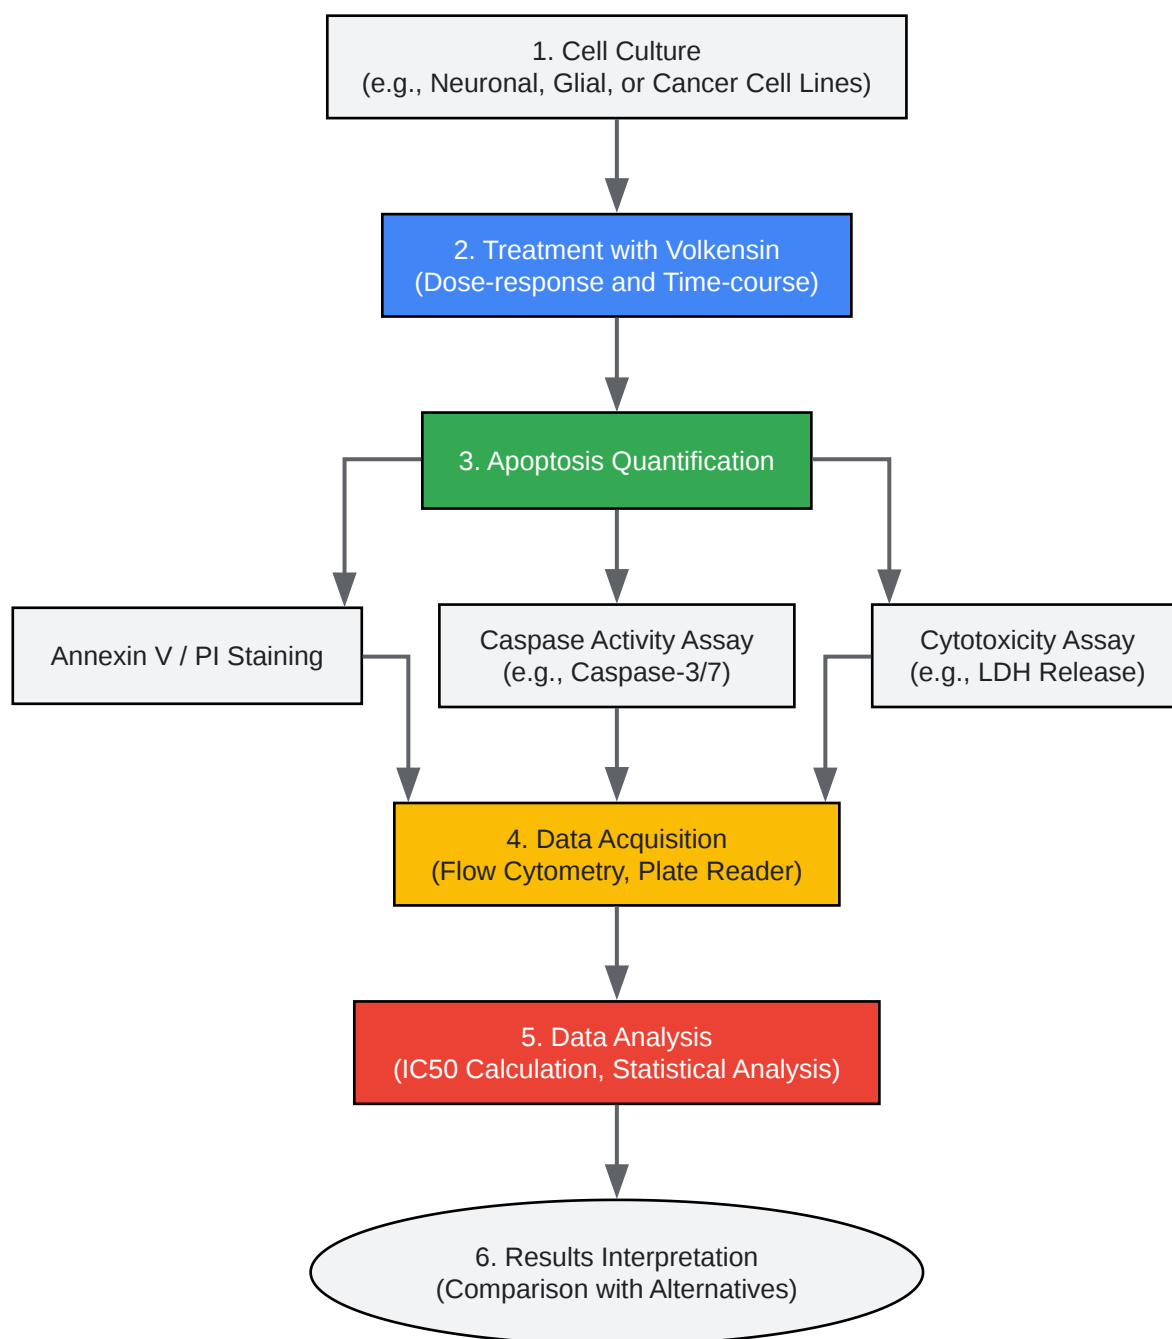 1. Cell Culture
(e.g., Neuronal, Glial, or Cancer Cell Lines)
2. Treatment with Volkensin
(Dose-response and Time-course)
3. Apoptosis Quantification
Annexin V / PI Staining
Caspase Activity Assay
(e.g., Caspase-3/7)
Cytotoxicity Assay
(e.g., LDH Release)
4. Data Acquisition
(Flow Cytometry, Plate Reader)
5. Data Analysis
(IC50 Calculation, Statistical Analysis)
6. Results Interpretation
(Comparison with Alternatives)